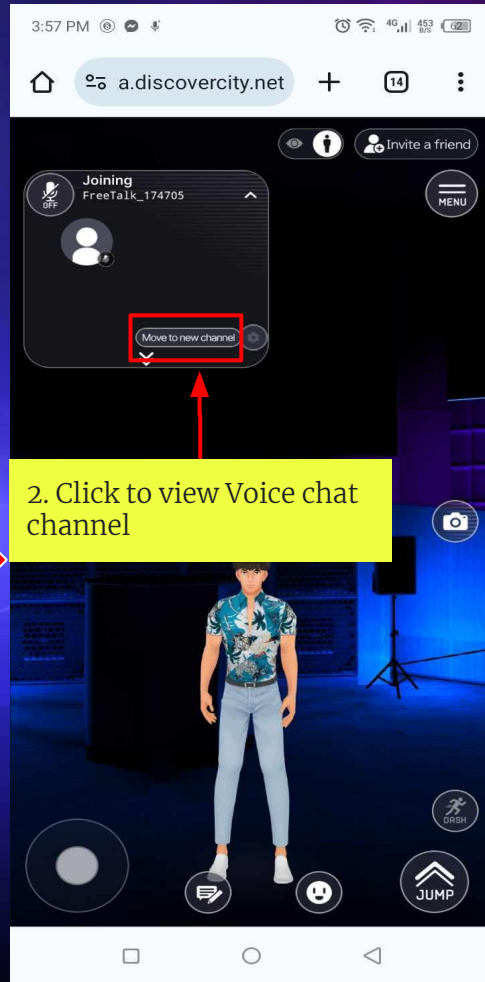 3:57 PM
4G
453
B/S
62
a.discovercity.net
14
Invite a friend
Joining
FreeTalk_174705
OFF
MENU
Move to new channel
2. Click to view Voice chat
channel
DASH
JUMP